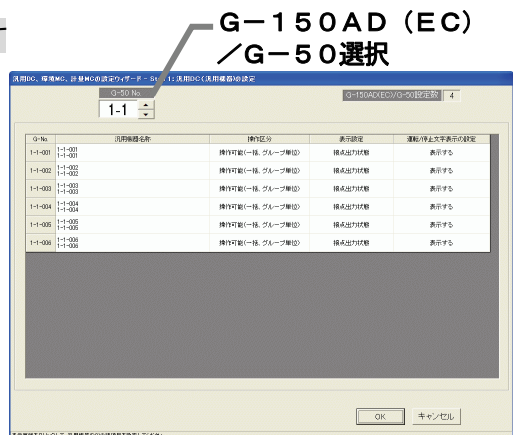 G-150AD(EC)
/G-50選択
汎用DC、環境MC、計量MCの設定ウィザード - Step 1:汎用DC(汎用機器)の設定
G-50 No.
1-1
G-150AD(EC)/G-50設定数 4
G-No. 汎用機器名称 操作区分 表示設定 運転/停止文字表示の設定
1-1-001 1-1-001 操作可能(一括、グループ単位) 接点出力状態 表示する
1-1-001
1-1-002 1-1-002 操作可能(一括、グループ単位) 接点出力状態 表示する
1-1-002
1-1-003 1-1-003 操作可能(一括、グループ単位) 接点出力状態 表示する
1-1-003
1-1-004 1-1-004 操作可能(一括、グループ単位) 接点出力状態 表示する
1-1-004
1-1-005 1-1-005 操作可能(一括、グループ単位) 接点出力状態 表示する
1-1-005
1-1-006 1-1-006 操作可能(一括、グループ単位) 接点出力状態 表示する
1-1-006
OK キャンセル